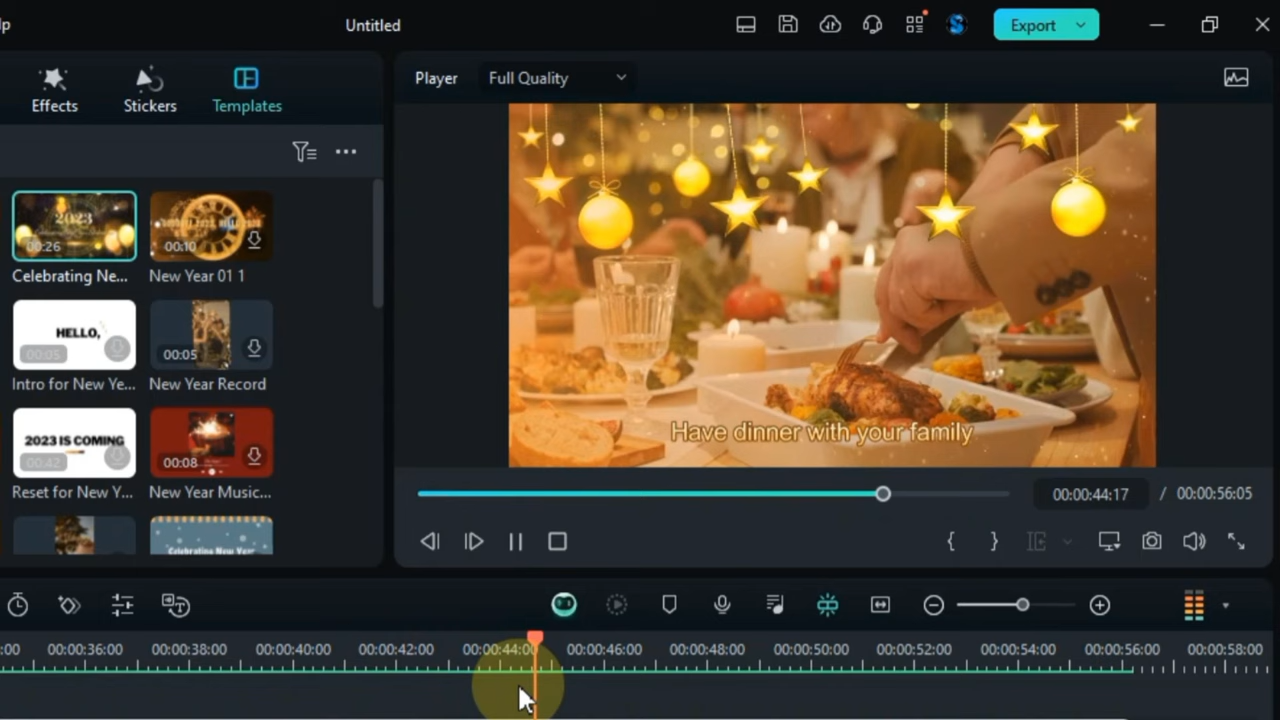 lp
Untitled
Export
Effects
Stickers
Templates
Player
Full Quality
2023
00:26
00:10
Celebrating Ne...
New Year 01 1
HELLO,
00:05
00:05
Intro for New Ye...
New Year Record
2023 IS COMING
00:42
00:08
Reset for New Y...
New Year Music...
Celebrating New Year
Have dinner with your family
00:00:44:17 / 00:00:56:05
:00 00:00:36:00 00:00:38:00 00:00:40:00 00:00:42:00 00:00:44:00 00:00:46:00 00:00:48:00 00:00:50:00 00:00:52:00 00:00:54:00 00:00:56:00 00:00:58:00